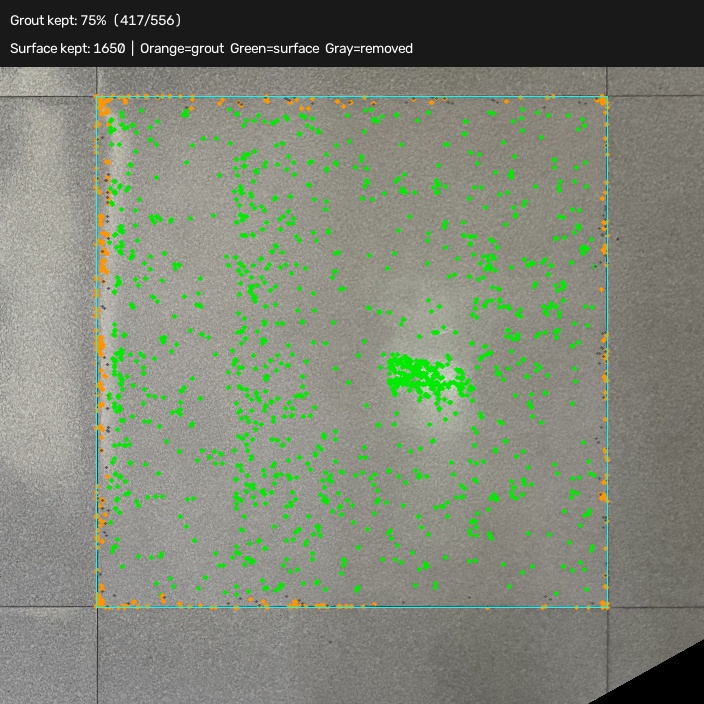 Grout kept: 75%  (417/556)
Surface kept: 1650 | Orange=grout  Green=surface  Gray=removed